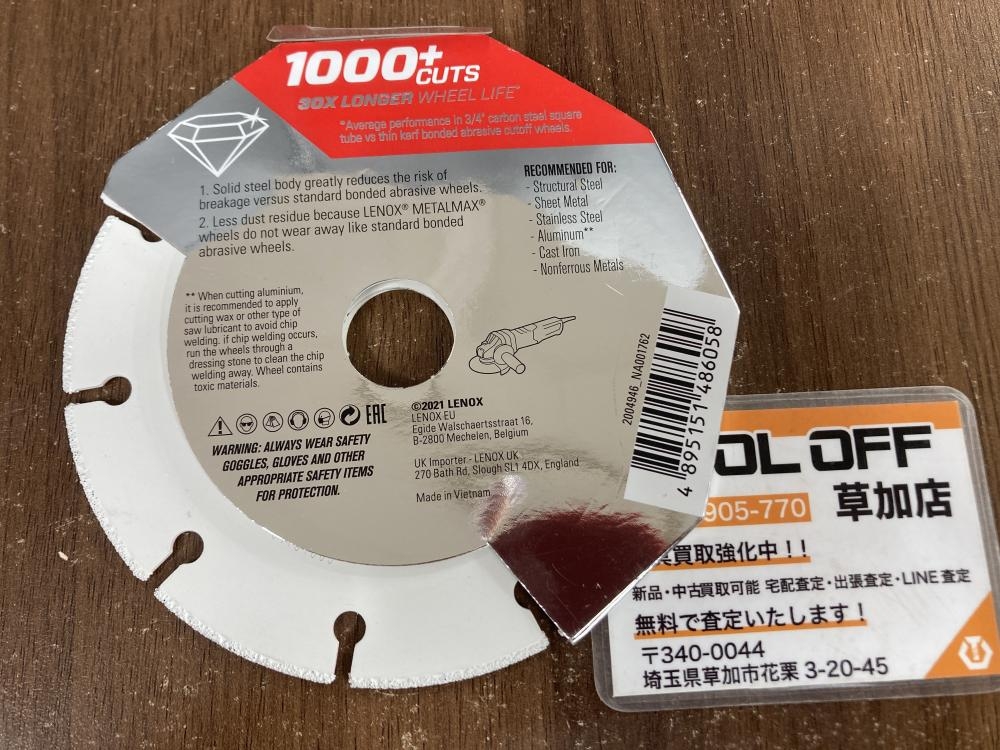 1000+ CUTS
30X LONGER WHEEL LIFE*
*Average performance in 3/4" carbon steel square
tube vs thin kerf bonded abrasive cutoff wheels.
1. Solid steel body greatly reduces the risk of
breakage versus standard bonded abrasive wheels.
2. Less dust residue because LENOX® METALMAX®
wheels do not wear away like standard bonded
abrasive wheels.
RECOMMENDED FOR:
- Structural Steel
- Sheet Metal
- Stainless Steel
- Aluminum**
- Cast Iron
- Nonferrous Metals
** When cutting aluminium,
it is recommended to apply
cutting wax or other type of
saw lubricant to avoid chip
welding. if chip welding occurs,
run the wheels through a
dressing stone to clean the chip
welding away. Wheel contains
toxic materials.
EAC
WARNING: ALWAYS WEAR SAFETY
GOGGLES, GLOVES AND OTHER
APPROPRIATE SAFETY ITEMS
FOR PROTECTION.
©2021 LENOX
LENOX EU
Egide Walschaertsstraat 16,
B-2800 Mechelen, Belgium
UK Importer - LENOX UK
270 Bath Rd, Slough SL1 4DX, England
Made in Vietnam
2004946_NA001762
4 895151 486058
OL OFF
905-770 草加店
買取強化中!!
新品・中古買取可能 宅配査定・出張査定・LINE査定
無料で査定いたします!
〒340-0044
埼玉県草加市花栗 3-20-45